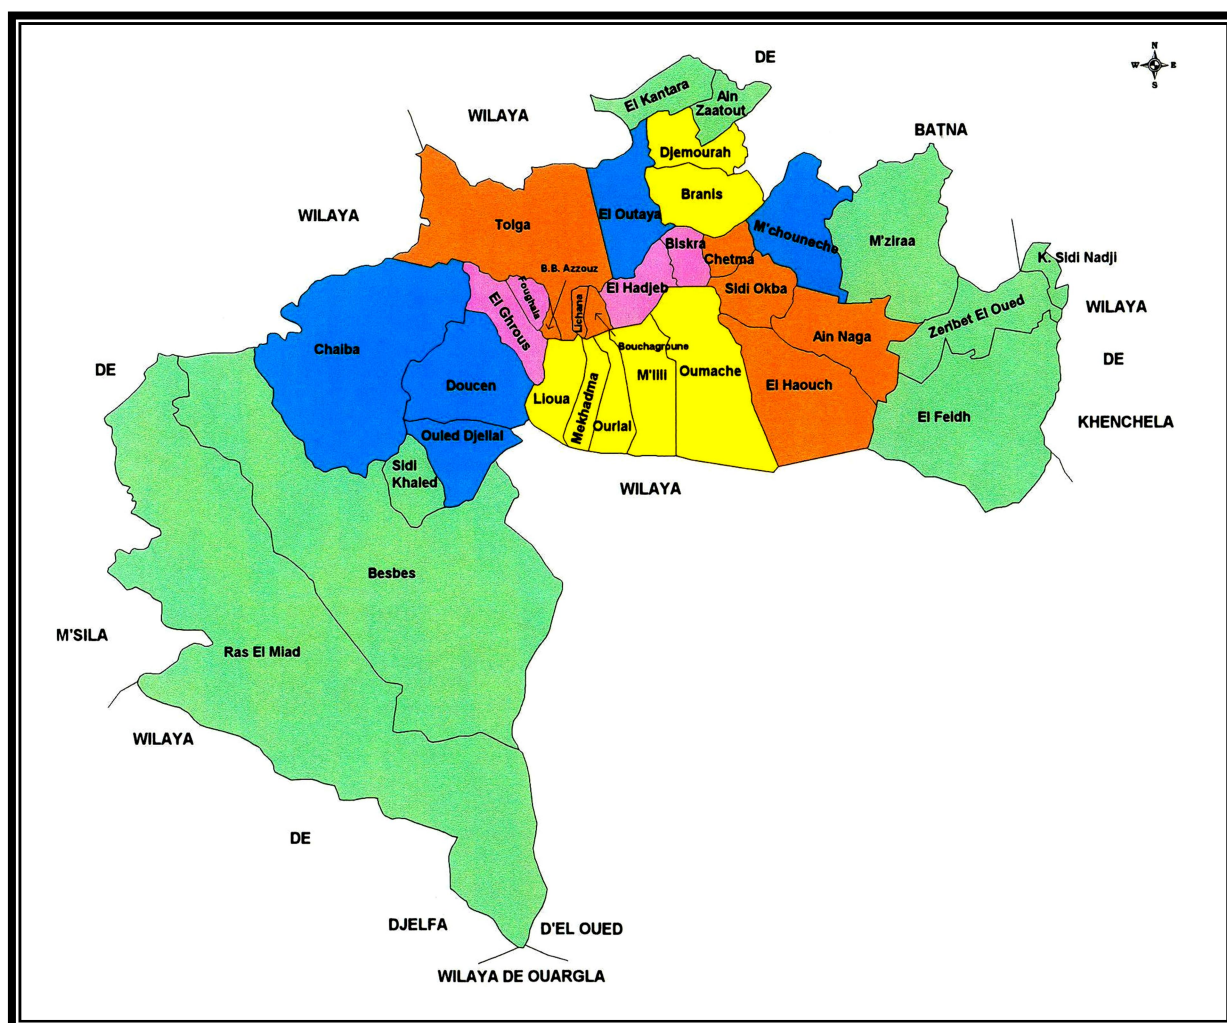 DE
N
W E
S
El Kantara
Ain
Zaatout
WILAYA
BATNA
Djemourah
Branis
WILAYA
Tolga
El Outaya
M'chouneche
M'ziraa
Biskra
Chetma
K. Sidi Nadji
B.B. Azzouz
Foughala
El Ghrous
El Hadjeb
Sidi Okba
Lichana
Zeribet El Oued
WILAYA
Ain Naga
Chaiba
Bouchagroune
DE
DE
Doucen
Lioua
Mekhadma
M'lili
Oumache
El Haouch
El Feidh
KHENCHELA
Ourlal
Ouled Djellal
Sidi
Khaled
WILAYA
Besbes
M'SILA
Ras El Miad
WILAYA
DE
DJELFA
D'EL OUED
WILAYA DE OUARGLA